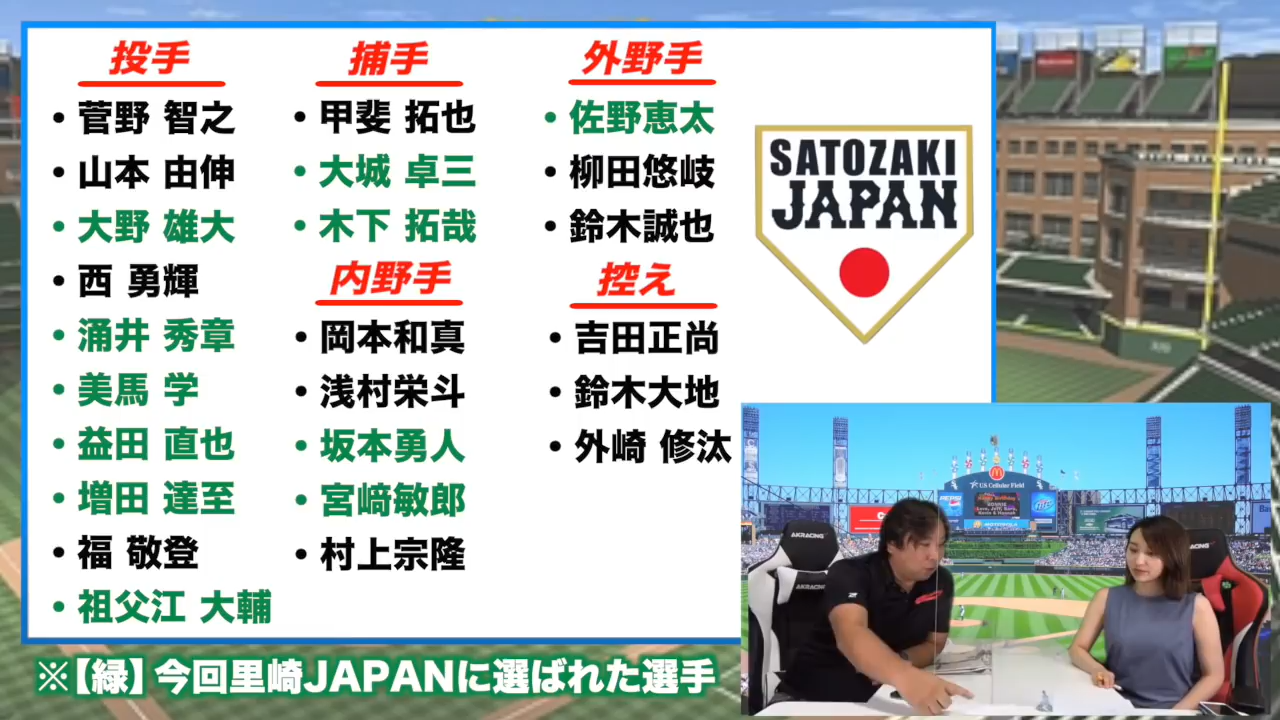 投手
・菅野 智之
・山本 由伸
・大野 雄大
・西 勇輝
・涌井 秀章
・美馬 学
・益田 直也
・増田 達至
・福 敬登
・祖父江 大輔
捕手
・甲斐 拓也
・大城 卓三
・木下 拓哉
内野手
・岡本和真
・浅村栄斗
・坂本勇人
・宮﨑敏郎
・村上宗隆
外野手
・佐野恵太
・柳田悠岐
・鈴木誠也
控え
・吉田正尚
・鈴木大地
・外崎 修汰
SATOZAKI
JAPAN
※【緑】今回里崎JAPANに選ばれた選手
U.S. Cellular Field
PEPSI
AKRACING
AKRACING